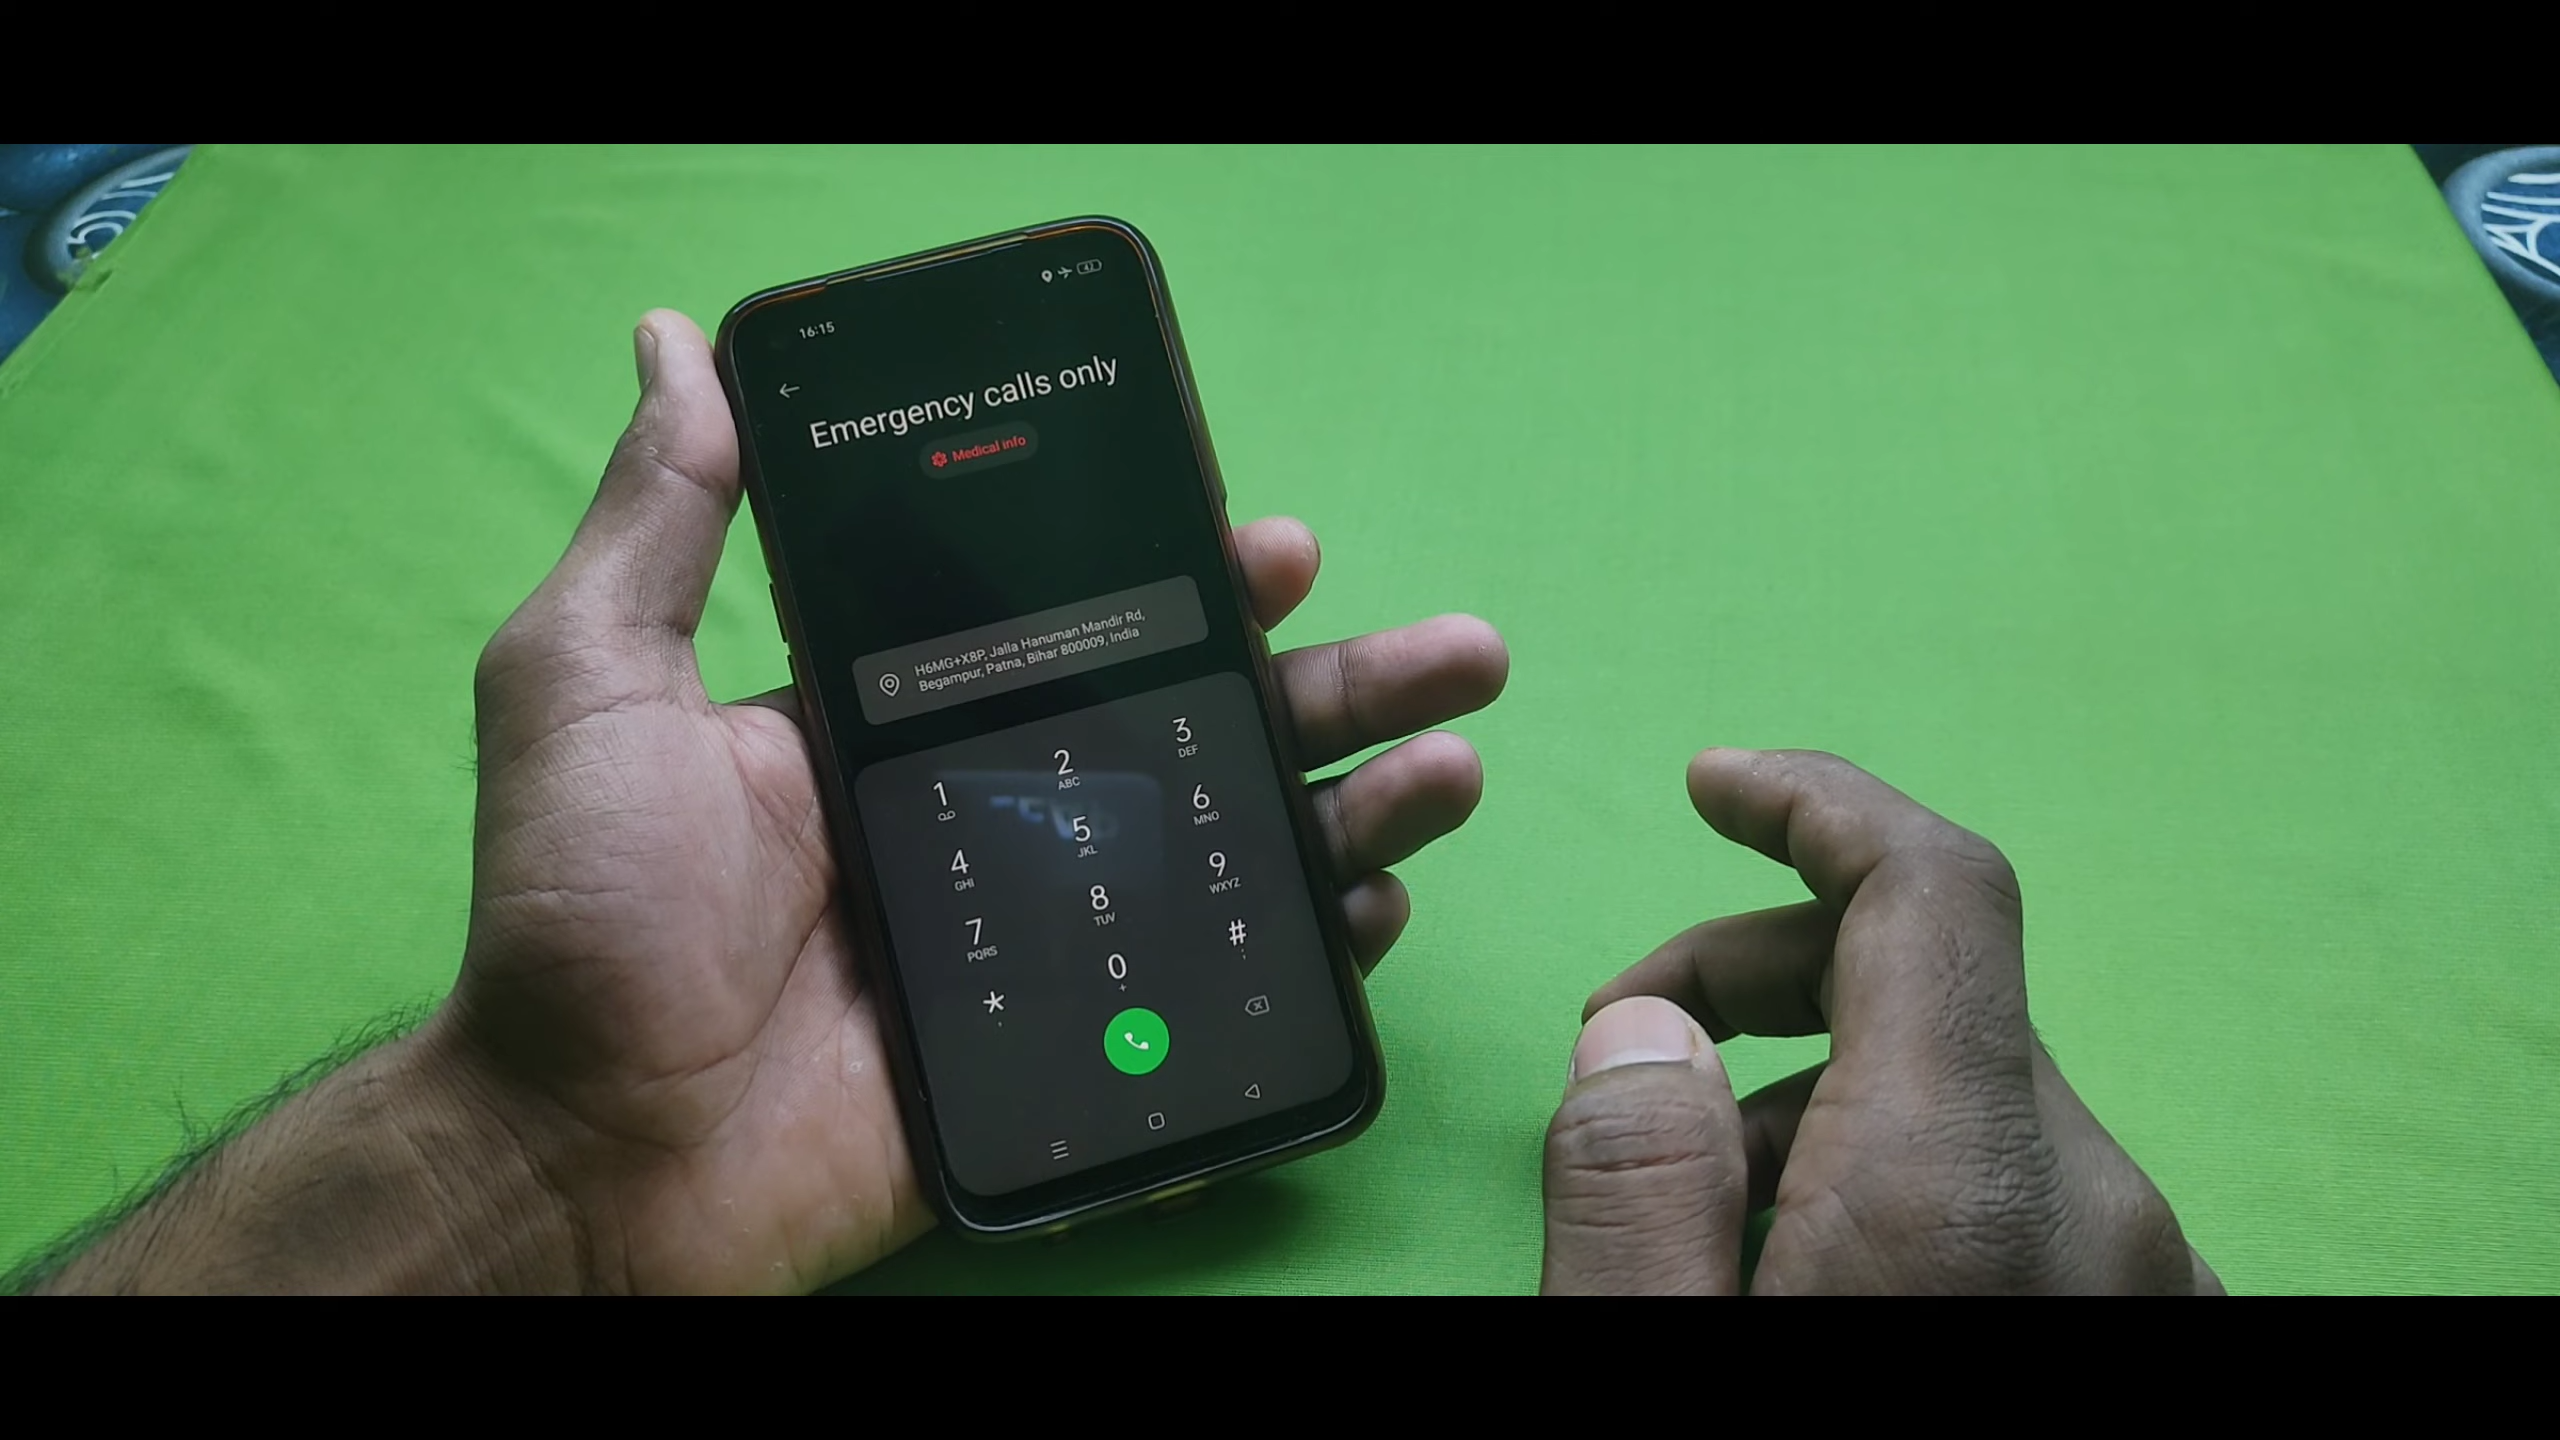 16:15
42
Emergency calls only
Medical info
H6MG+X8P, Jalla Hanuman Mandir Rd,
Begampur, Patna, Bihar 800009, India
1
2
ABC
3
DEF
4
GHI
5
JKL
6
MNO
7
PQRS
8
TUV
9
WXYZ
*
,
0
+
#
;